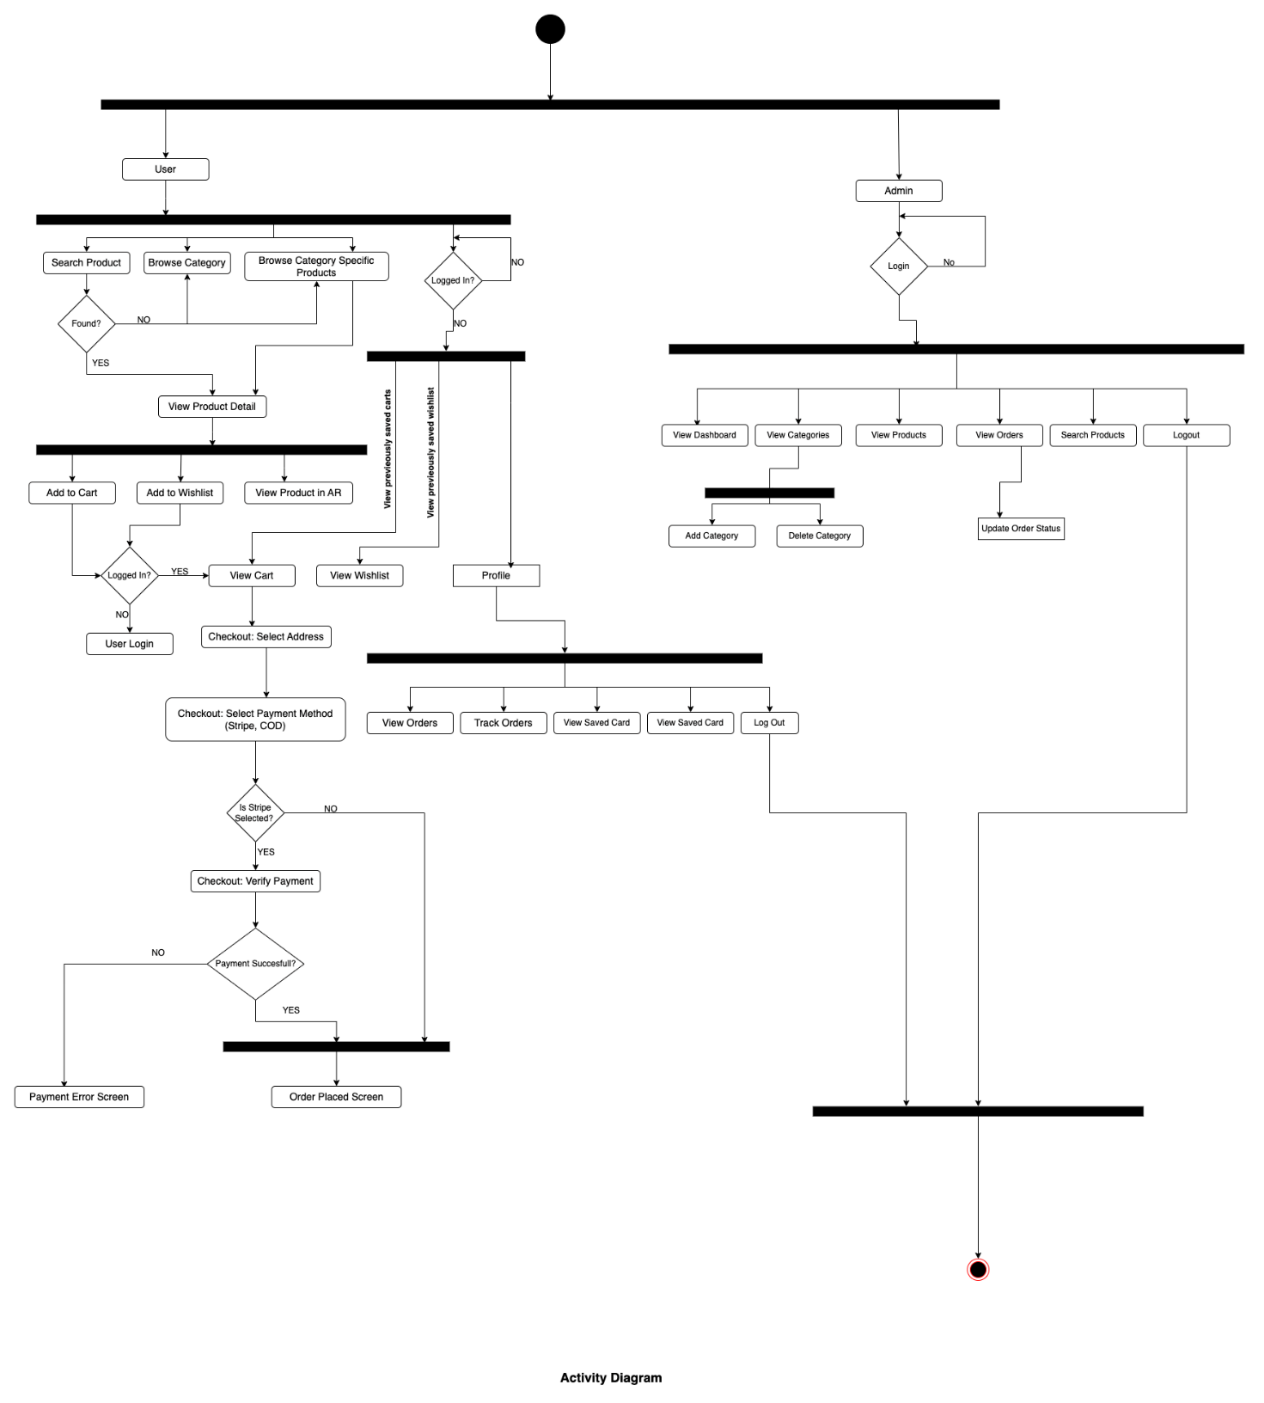 User
Admin
Search Product
Browse Category
Browse Category Specific
Products
NO
Logged In?
No
Login
Found?
NO
NO
YES
View Product Detail
View previeously saved carts
View previeously saved wishlist
View Dashboard
View Categories
View Products
View Orders
Search Products
Logout
Add to Cart
Add to Wishlist
View Product in AR
Add Category
Delete Category
Update Order Status
Logged In?
YES
View Cart
View Wishlist
Profile
NO
User Login
Checkout: Select Address
Checkout: Select Payment Method
(Stripe, COD)
View Orders
Track Orders
View Saved Card
View Saved Card
Log Out
Is Stripe
Selected?
NO
YES
Checkout: Verify Payment
NO
Payment Succesfull?
YES
Payment Error Screen
Order Placed Screen
Activity Diagram